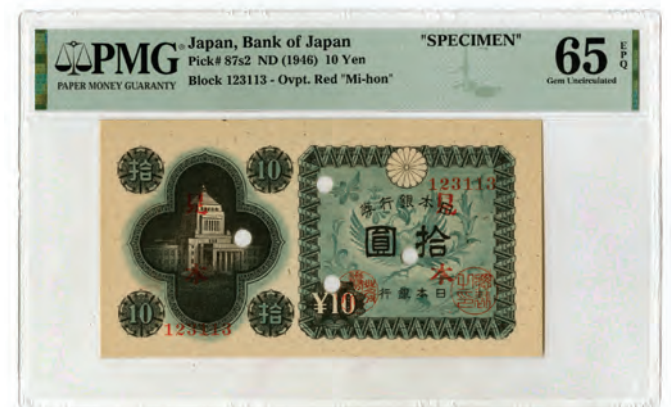 PMG
PAPER MONEY GUARANTY
Japan, Bank of Japan
"SPECIMEN"
Pick# 87s2 ND (1946) 10 Yen
Block 123113 - Ovpt. Red "Mi-hon"
65 EPQ
Gem Uncirculated
拾
10
123113
見本
券行銀本日
見本
圓拾
¥10
行銀本日
10
拾
123113